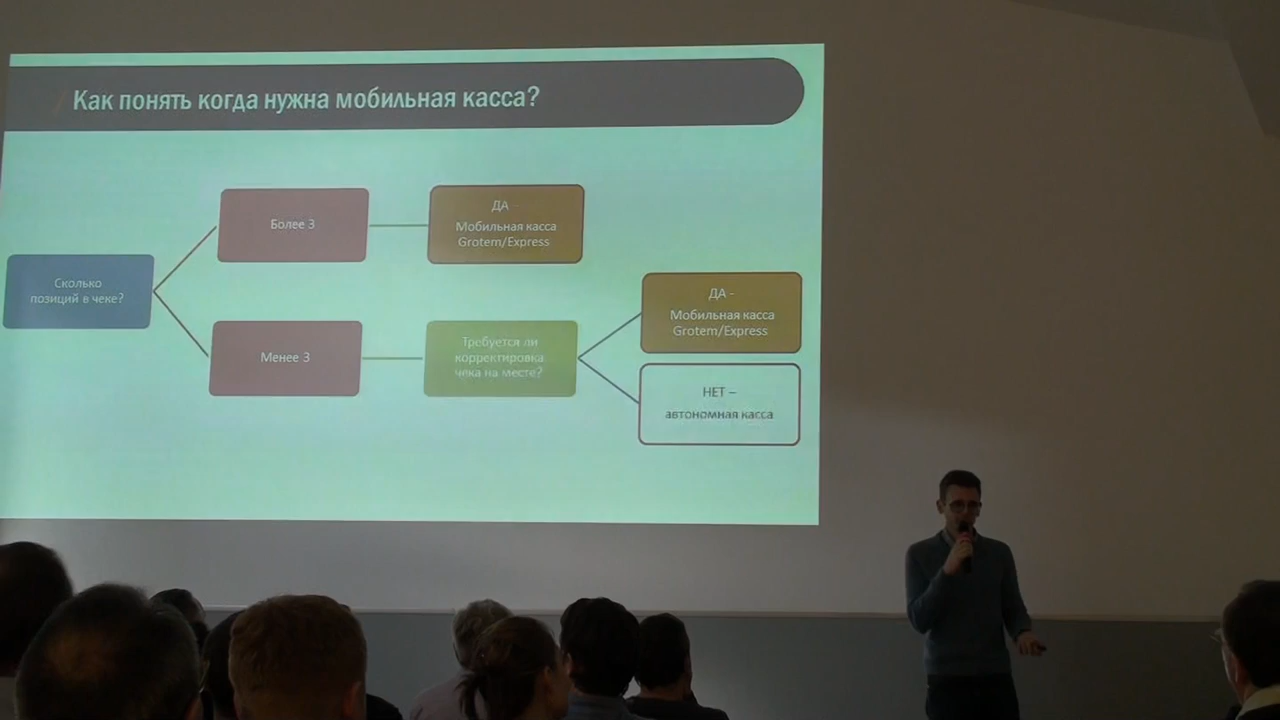 Как понять когда нужна мобильная касса?
Более 3
ДА -
Мобильная касса
Grotem/Express
Сколько
позиций в чеке?
Менее 3
Требуется ли
корректировка
чека на месте?
ДА -
Мобильная касса
Grotem/Express
НЕТ –
автономная касса